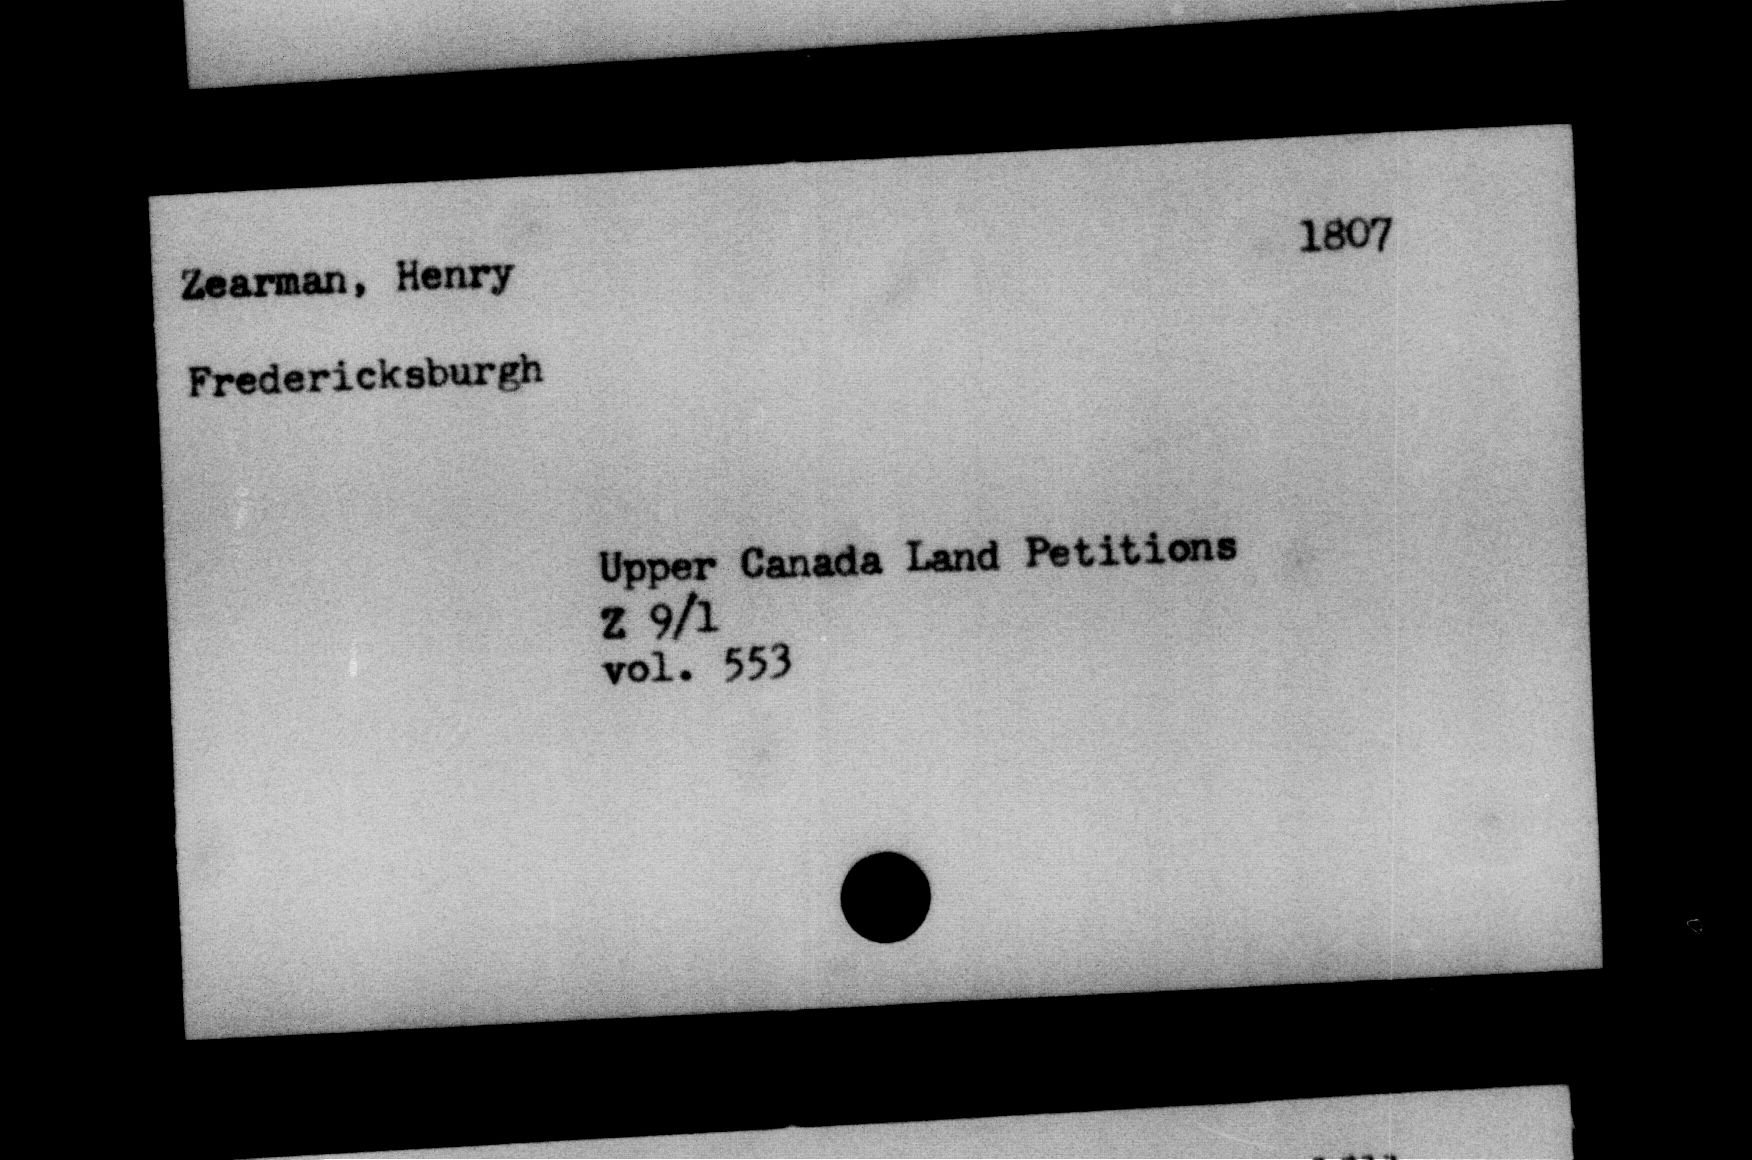 1807
Zearman, Henry
Fredericksburgh
Upper Canada Land Petitions
Z 9/1
vol. 553